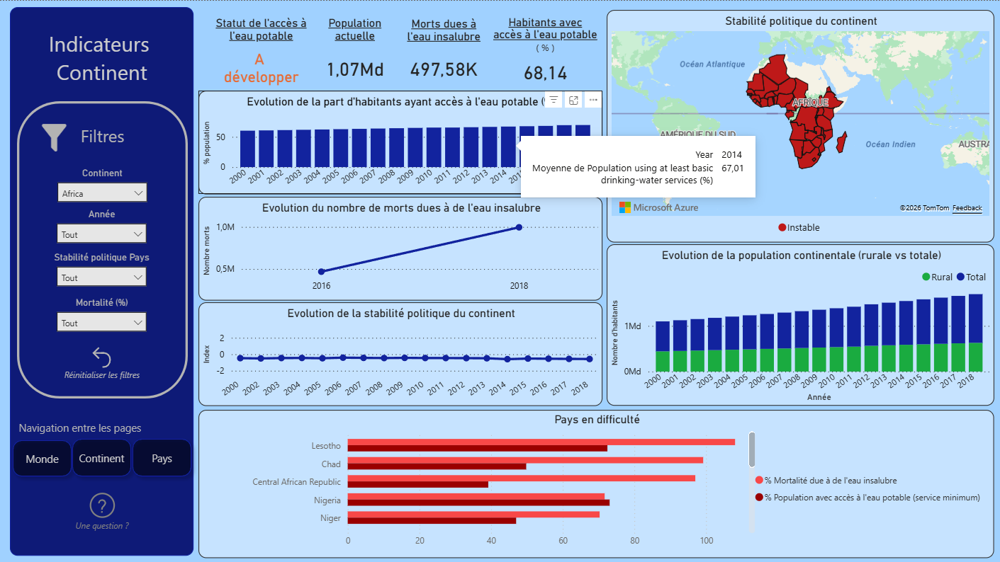 Indicateurs
Continent
Filtres
Continent
Africa
Année
Tout
Stabilité politique Pays
Tout
Mortalité (%)
Tout
Réinitialiser les filtres
Navigation entre les pages
Monde
Continent
Pays
?
Une question ?
Statut de l'accès à
l'eau potable
A
développer
Population
actuelle
1,07Md
Morts dues à
l'eau insalubre
497,58K
Habitants avec
accès à l'eau potable
( % )
68,14
Evolution de la part d'habitants ayant accès à l'eau potable (
% population
50
0
2000
2001
2002
2003
2004
2005
2006
2007
2008
2009
2010
2011
2012
2013
2014
Year 2014
Moyenne de Population using at least basic 67,01
drinking-water services (%)
Evolution du nombre de morts dues à de l'eau insalubre
Nombre morts
1,0M
0,5M
2016
2018
Evolution de la stabilité politique du continent
Index
2
0
-2
2000
2002
2003
2004
2005
2006
2007
2008
2009
2010
2011
2012
2013
2014
2015
2016
2017
2018
Stabilité politique du continent
Océan Atlantique
AFRIQUE
AMÉRIQUE DU SUD
Océan Indien
AUSTRA
Microsoft Azure
©2026 TomTom Feedback
Instable
Evolution de la population continentale (rurale vs totale)
Rural
Total
Nombre d'habitants
1Md
0Md
2000
2001
2002
2003
2004
2005
2006
2007
2008
2009
2010
2011
2012
2013
2014
2015
2016
2017
2018
Année
Pays en difficulté
Lesotho
Chad
Central African Republic
Nigeria
Niger
0
20
40
60
80
100
% Mortalité due à de l'eau insalubre
% Population avec accès à l'eau potable (service minimum)